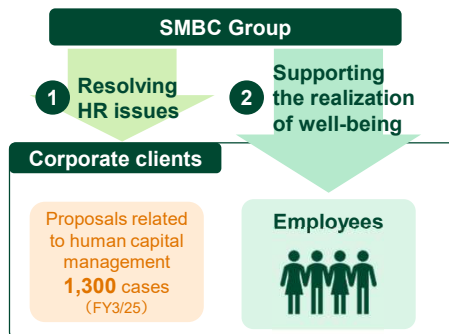 SMBC Group
1
Resolving
HR issues
2
Supporting
the realization
of well-being
Corporate clients
Proposals related
to human capital
management
1,300 cases
(FY3/25)
Employees